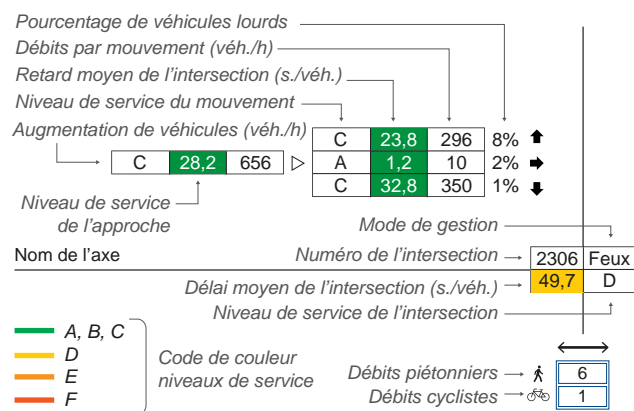 Pourcentage de véhicules lourds
Débits par mouvement (véh./h)
Retard moyen de l'intersection (s./véh.)
Niveau de service du mouvement
Augmentation de véhicules (véh./h)
C 23,8 296 8%
C 28,2 656 A 1,2 10 2%
C 32,8 350 1%
Niveau de service
de l'approche
Mode de gestion
Nom de l'axe Numéro de l'intersection 2306 Feux
Délai moyen de l'intersection (s./véh.) 49,7 D
Niveau de service de l'intersection
A, B, C
D
E
F
Code de couleur
niveaux de service
Débits piétonniers 6
Débits cyclistes 1